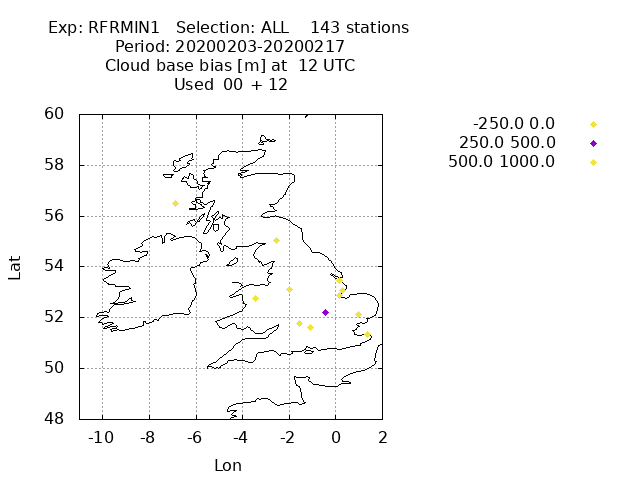 Exp: RFRMIN1   Selection: ALL    143 stations
Period: 20200203-20200217
Cloud base bias [m] at  12 UTC
Used  00 + 12
-250.0 0.0
250.0 500.0
500.0 1000.0
60
58
56
54
52
50
48
Lat
-10 -8 -6 -4 -2 0 2
Lon